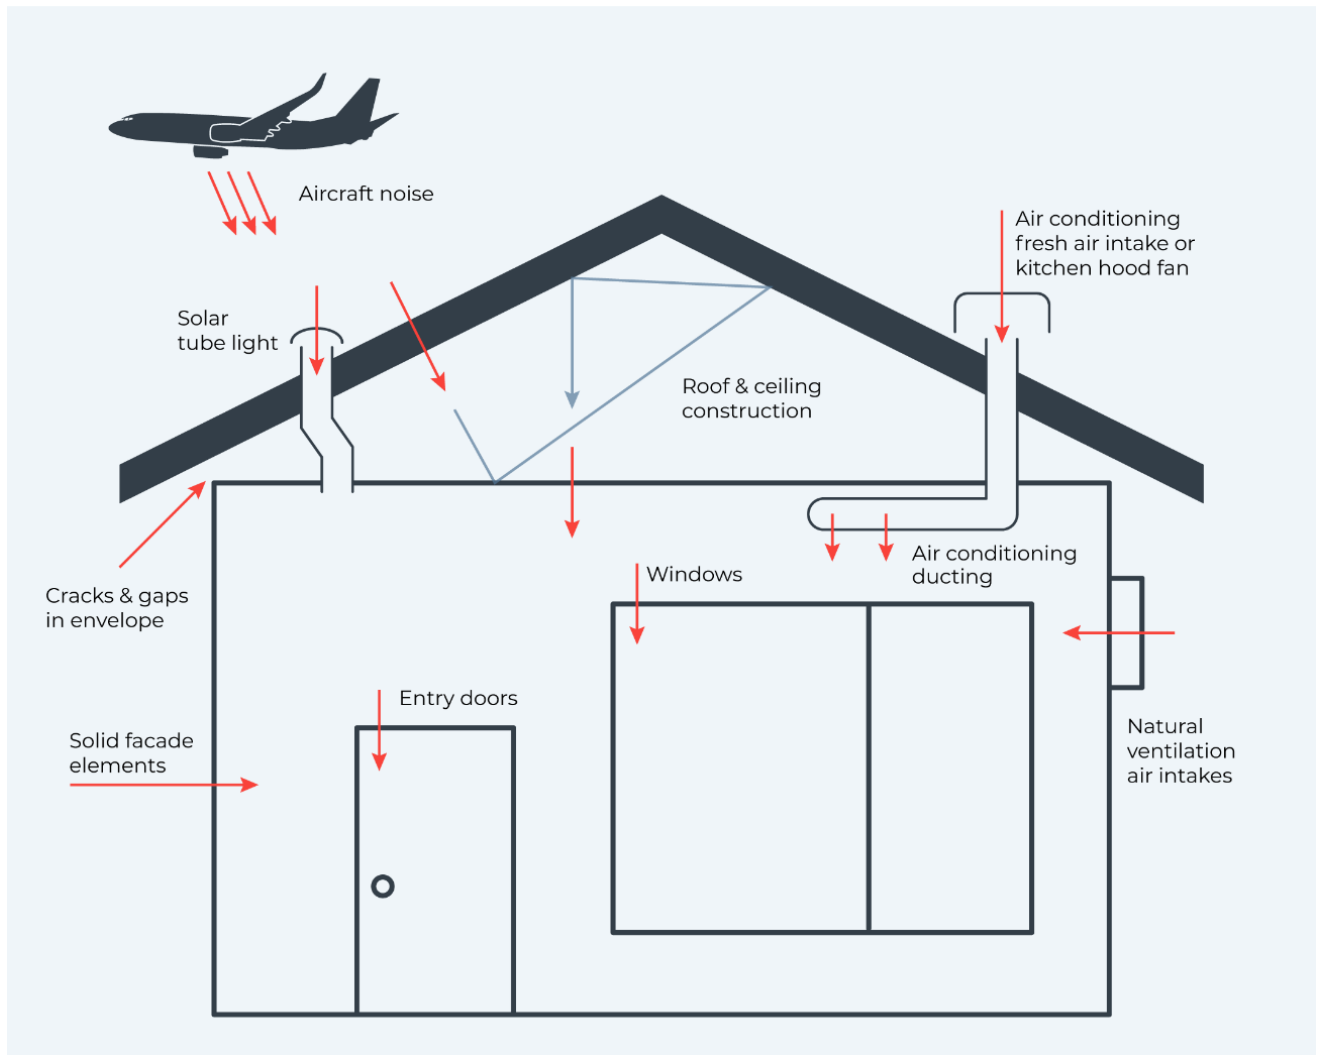 Aircraft noise
Air conditioning
fresh air intake or
kitchen hood fan
Solar
tube light
Roof & ceiling
construction
Air conditioning
ducting
Windows
Cracks & gaps
in envelope
Entry doors
Solid facade
elements
Natural
ventilation
air intakes